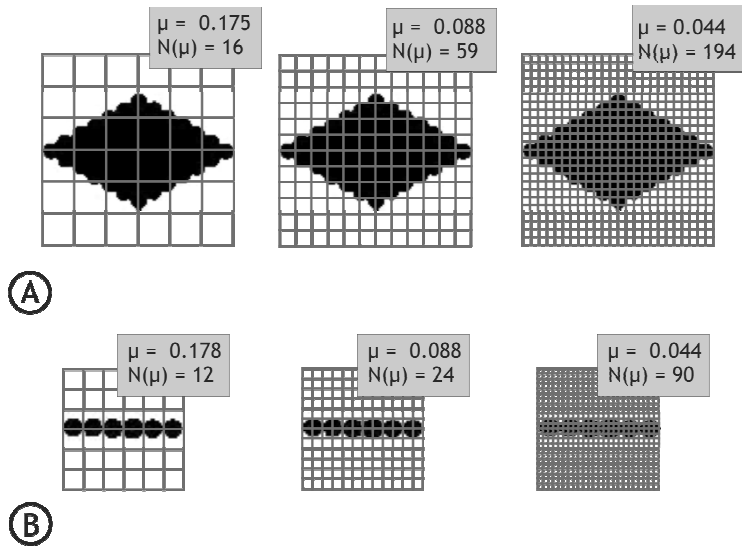 μ = 0.175
N(μ) = 16
μ = 0.088
N(μ) = 59
μ = 0.044
N(μ) = 194
A
μ = 0.178
N(μ) = 12
μ = 0.088
N(μ) = 24
μ = 0.044
N(μ) = 90
B